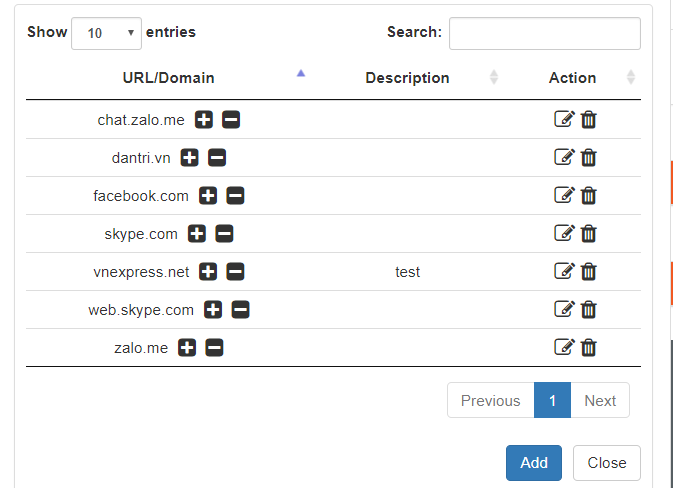 Show 10 entries Search:
URL/Domain Description Action
chat.zalo.me
dantri.vn
facebook.com
skype.com
vnexpress.net test
web.skype.com
zalo.me
Previous 1 Next
Add Close